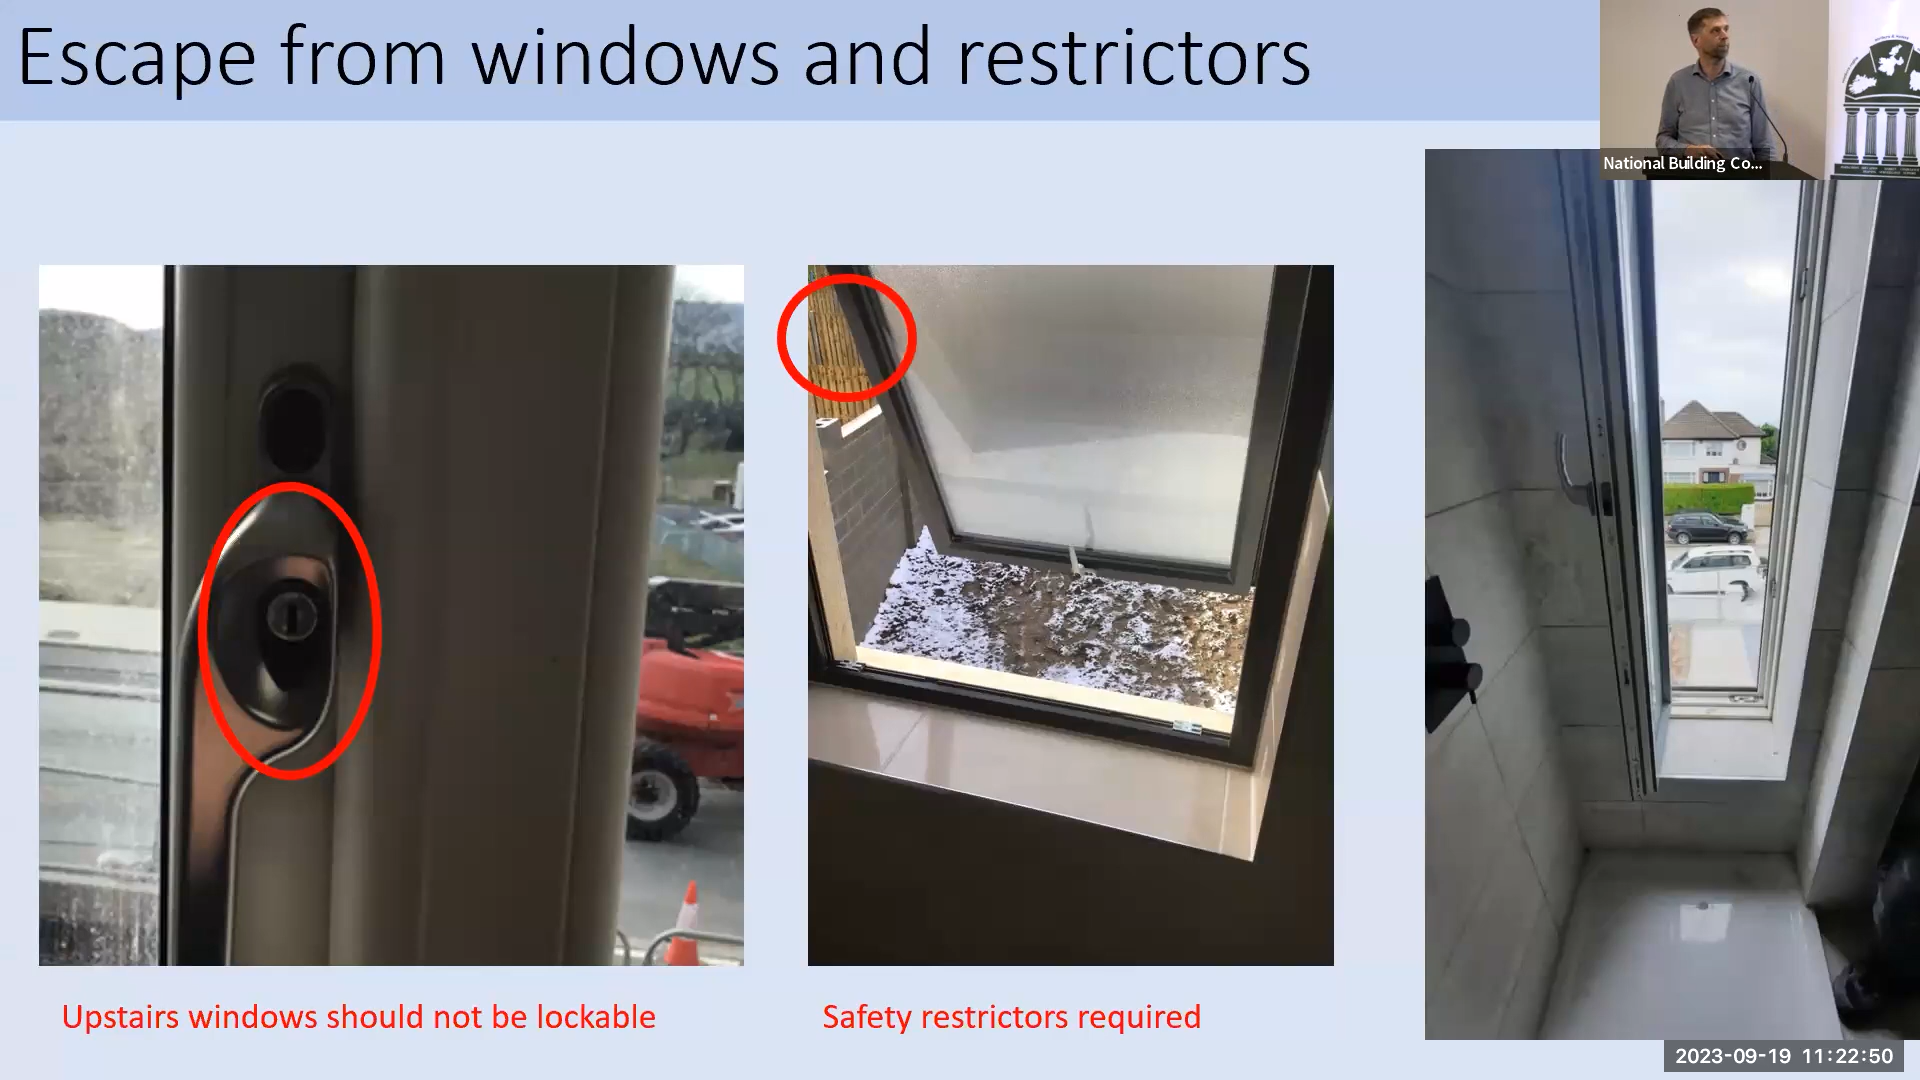 Escape from windows and restrictors
National Building Co...
Upstairs windows should not be lockable
Safety restrictors required
2023-09-19 11:22:50